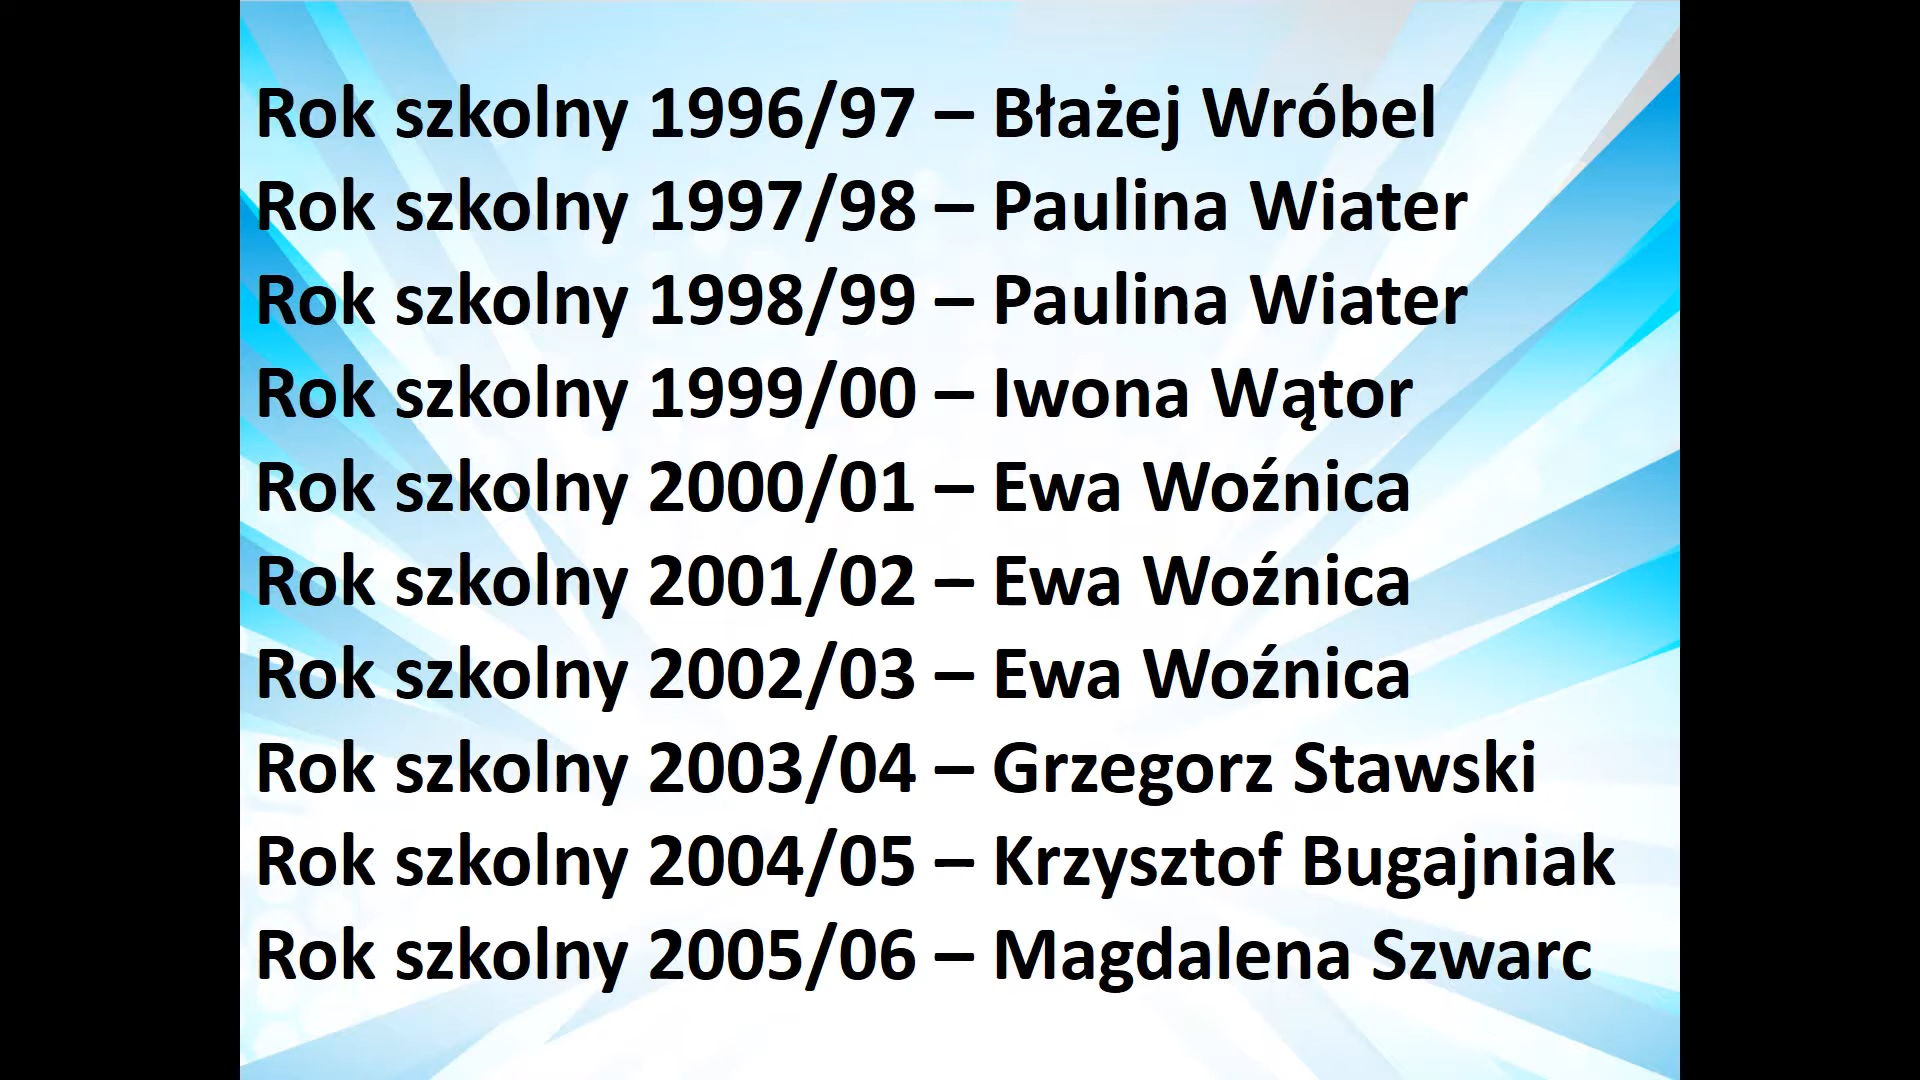 Rok szkolny 1996/97 – Błażej Wróbel
Rok szkolny 1997/98 – Paulina Wiater
Rok szkolny 1998/99 – Paulina Wiater
Rok szkolny 1999/00 – Iwona Wątor
Rok szkolny 2000/01 – Ewa Woźnica
Rok szkolny 2001/02 – Ewa Woźnica
Rok szkolny 2002/03 – Ewa Woźnica
Rok szkolny 2003/04 – Grzegorz Stawski
Rok szkolny 2004/05 – Krzysztof Bugajniak
Rok szkolny 2005/06 – Magdalena Szwarc